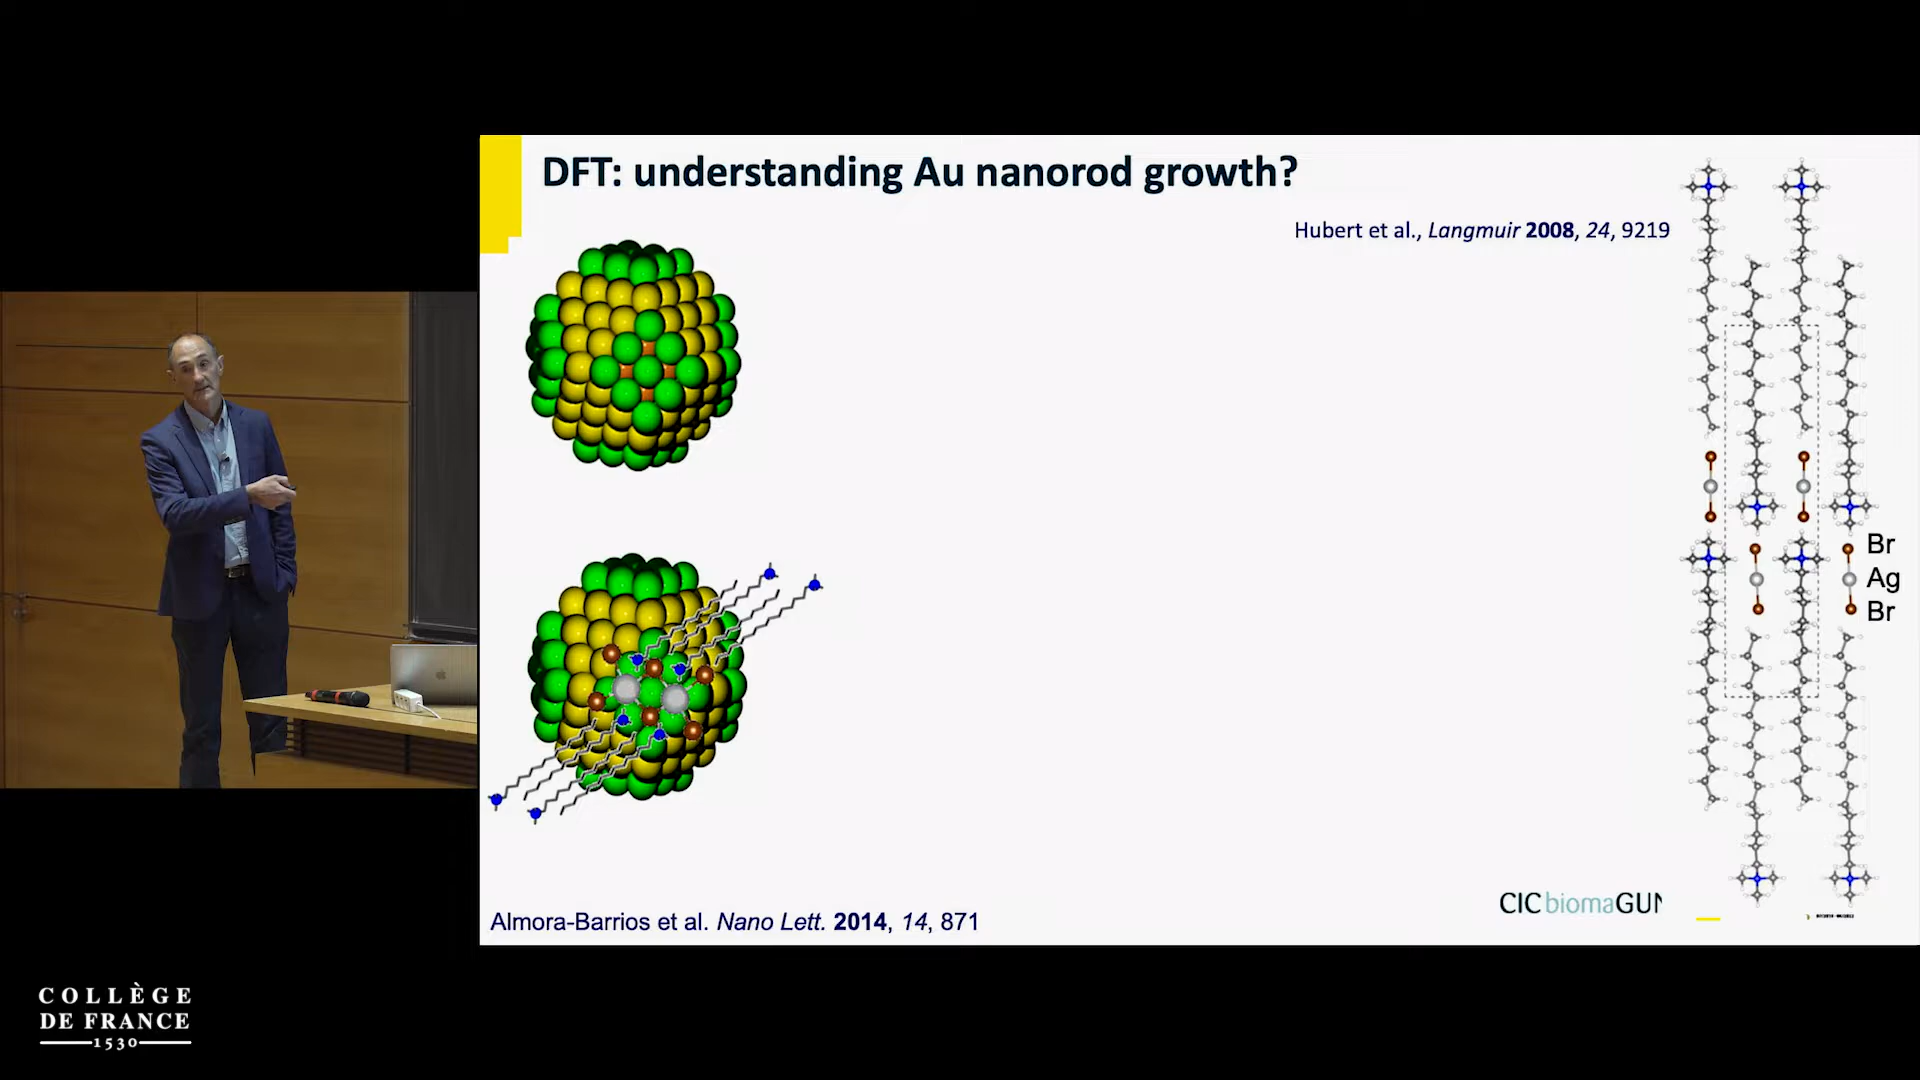 DFT: understanding Au nanorod growth?
Hubert et al., Langmuir 2008, 24, 9219
Br
Ag
Br
CIC biomaGUN
Almora-Barrios et al. Nano Lett. 2014, 14, 871
COLLÈGE
DE FRANCE
1530